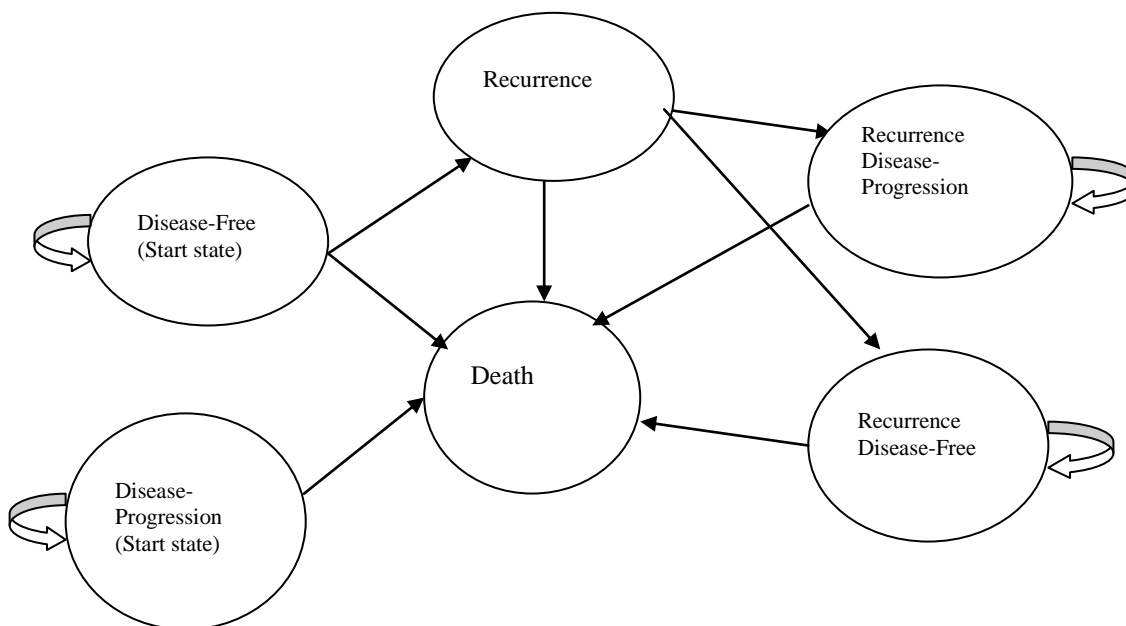 Recurrence
Recurrence
Disease-
Progression
Disease-Free
(Start state)
Death
Recurrence
Disease-Free
Disease-
Progression
(Start state)